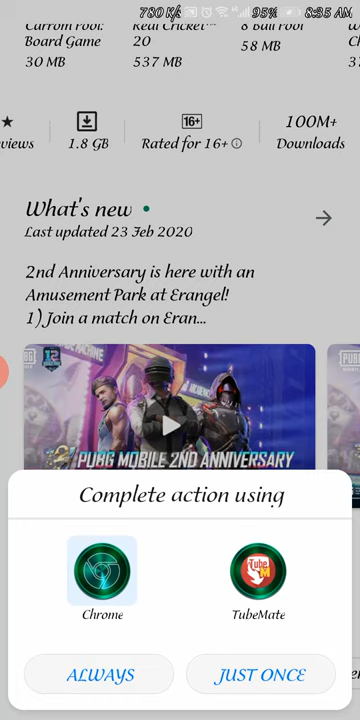 780 K/s 95% 8:35 AM
Carrom Pool: Board Game
Real Cricket™ 20
8 Ball Pool
30 MB
537 MB
58 MB
16+
100M+
views
1.8 GB
Rated for 16+
Downloads
What's new
Last updated 23 Feb 2020
2nd Anniversary is here with an
Amusement Park at Erangel!
1) Join a match on Eran...
PUBG MOBILE 2ND ANNIVERSARY
Complete action using
Tube
M
Chrome
TubeMate
ALWAYS
JUST ONCE